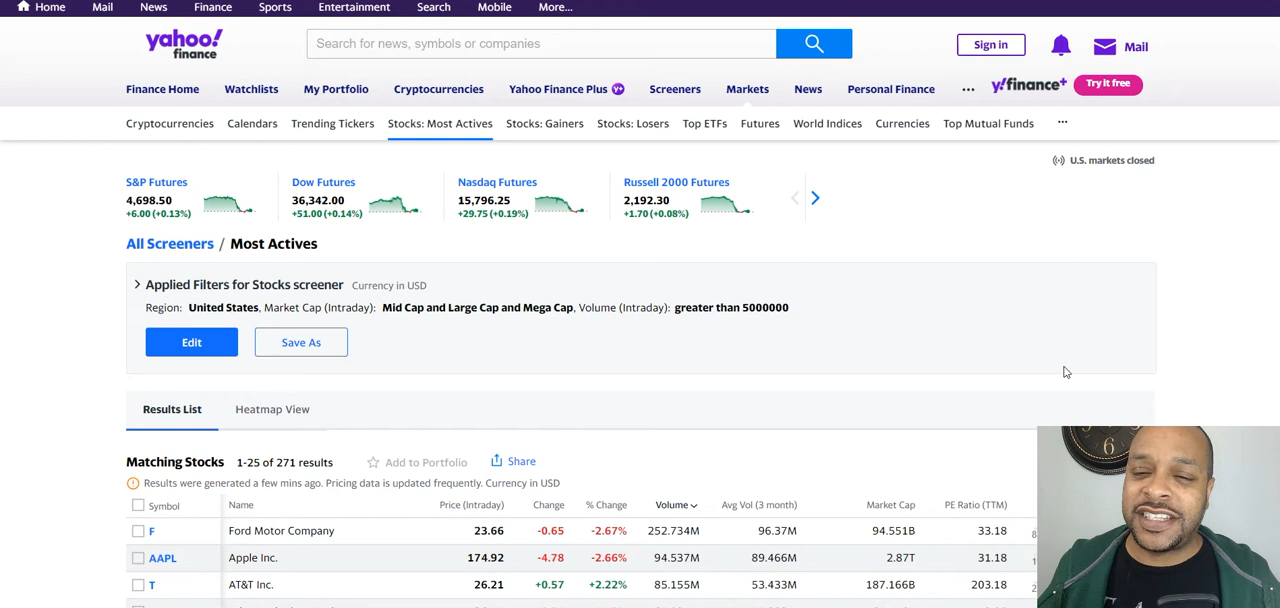 Home Mail News Finance Sports Entertainment Search Mobile More...
yahoo! finance
Search for news, symbols or companies
Sign in
Mail
Finance Home Watchlists My Portfolio Cryptocurrencies Yahoo Finance Plus Y+ Screeners Markets News Personal Finance ... y!finance+ Try it free
Cryptocurrencies Calendars Trending Tickers Stocks: Most Actives Stocks: Gainers Stocks: Losers Top ETFs Futures World Indices Currencies Top Mutual Funds ...
U.S. markets closed
S&P Futures Dow Futures Nasdaq Futures Russell 2000 Futures
4,698.50 36,342.00 15,796.25 2,192.30
+6.00 (+0.13%) +51.00 (+0.14%) +29.75 (+0.19%) +1.70 (+0.08%)
All Screeners / Most Actives
Applied Filters for Stocks screener Currency in USD
Region: United States, Market Cap (Intraday): Mid Cap and Large Cap and Mega Cap, Volume (Intraday): greater than 5000000
Edit Save As
Results List Heatmap View
Matching Stocks 1-25 of 271 results Add to Portfolio Share
Results were generated a few mins ago. Pricing data is updated frequently. Currency in USD
Symbol Name Price (Intraday) Change % Change Volume Avg Vol (3 month) Market Cap PE Ratio (TTM)
F Ford Motor Company 23.66 -0.65 -2.67% 252.734M 96.37M 94.551B 33.18
AAPL Apple Inc. 174.92 -4.78 -2.66% 94.537M 89.466M 2.87T 31.18
T AT&T Inc. 26.21 +0.57 +2.22% 85.155M 53.433M 187.166B 203.18